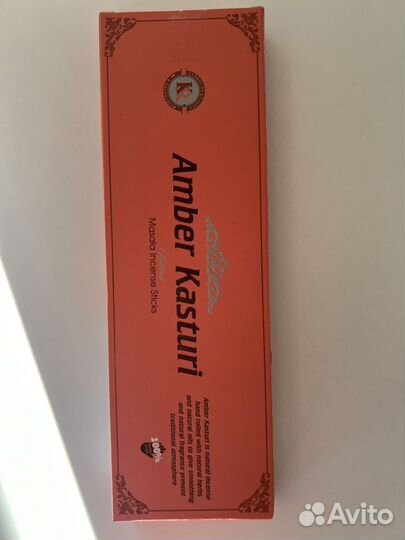 K
Amber Kasturi
Masala Incense Sticks
Amber Kasturi is natural Incense
hand rolled with natural herbs
and natural oils to give smoothing
and natural fragrance prevent
traditional atmosphere
100%
Avito